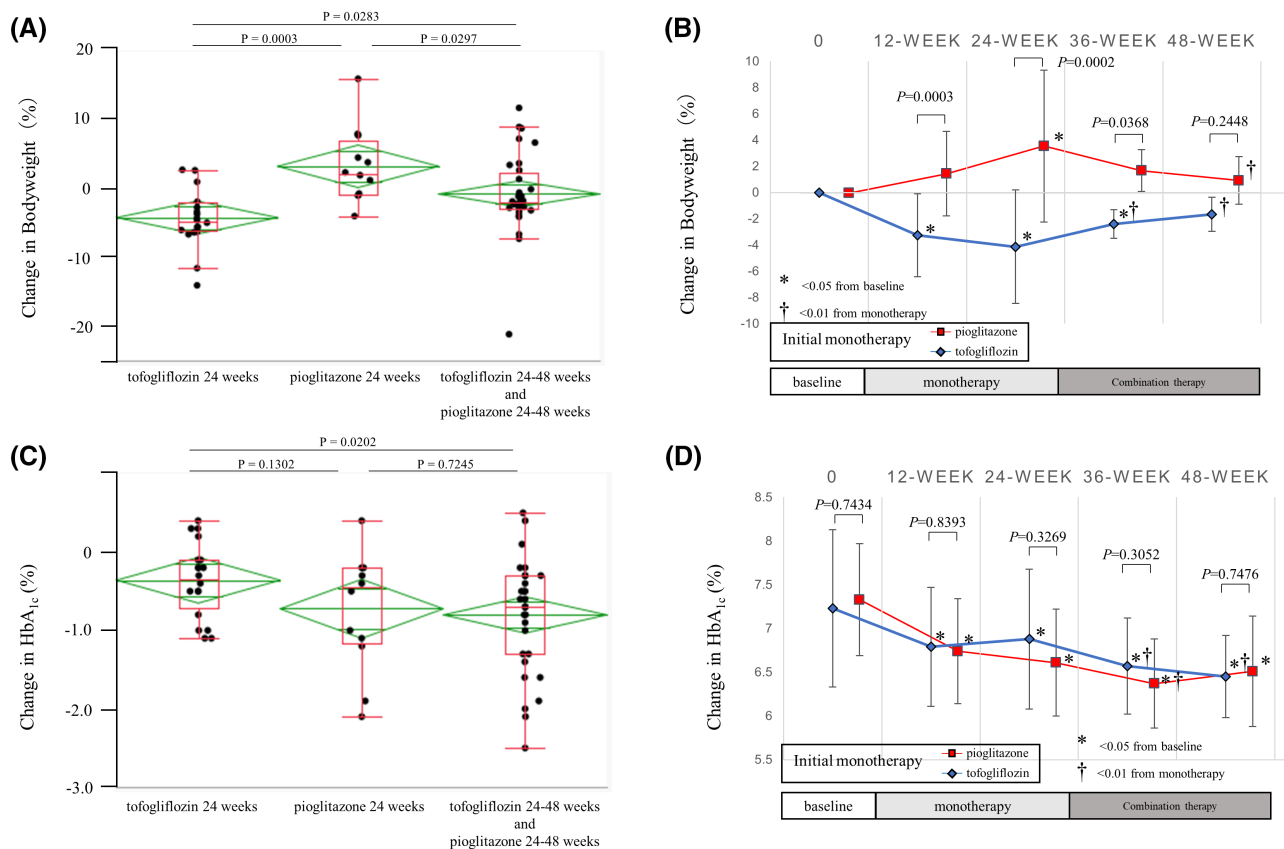 (A)
P = 0.0283
P = 0.0003
P = 0.0297
Change in Bodyweight (%)
20
10
0
-10
-20
tofogliflozin 24 weeks
pioglitazone 24 weeks
tofogliflozin 24-48 weeks
and
pioglitazone 24-48 weeks
(B)
0 12-WEEK 24-WEEK 36-WEEK 48-WEEK
Change in Bodyweight (%)
10
8
6
4
2
0
-2
-4
-6
-8
-10
P=0.0003
P=0.0002
P=0.0368
P=0.2448
*
†
*
*
*†
†
* <0.05 from baseline
† <0.01 from monotherapy
Initial monotherapy
pioglitazone
tofogliflozin
baseline
monotherapy
Combination therapy
(C)
P = 0.0202
P = 0.1302
P = 0.7245
Change in HbA1c (%)
0
-1.0
-2.0
-3.0
tofogliflozin 24 weeks
pioglitazone 24 weeks
tofogliflozin 24-48 weeks
and
pioglitazone 24-48 weeks
(D)
0 12-WEEK 24-WEEK 36-WEEK 48-WEEK
Change in HbA1c (%)
8.5
8
7.5
7
6.5
6
5.5
P=0.7434
P=0.8393
P=0.3269
P=0.3052
P=0.7476
* * * * *† *† *† *
* <0.05 from baseline
† <0.01 from monotherapy
Initial monotherapy
pioglitazone
tofogliflozin
baseline
monotherapy
Combination therapy